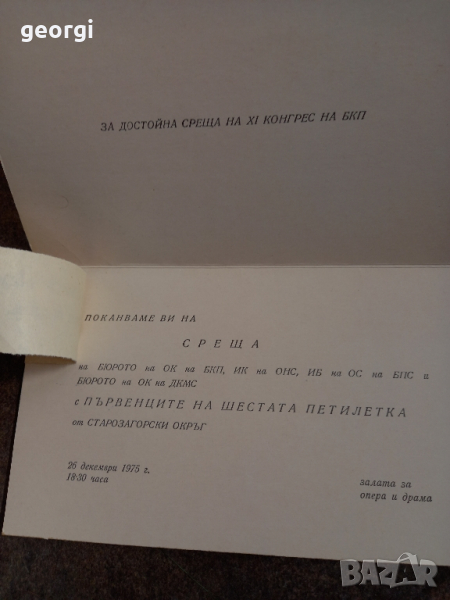 georgi
ЗА ДОСТОЙНА СРЕЩА НА XI КОНГРЕС НА БКП
ПОКАНВАМЕ ВИ НА
СРЕЩА
на БЮРОТО на ОК на БКП, ИК на ОНС, ИБ на ОС на БПС и
БЮРОТО на ОК на ДКМС
с ПЪРВЕНЦИТЕ НА ШЕСТАТА ПЕТИЛЕТКА
от СТАРОЗАГОРСКИ ОКРЪГ
26 декември 1975 г.
18·30 часа
залата за
опера и драма
BAZAR